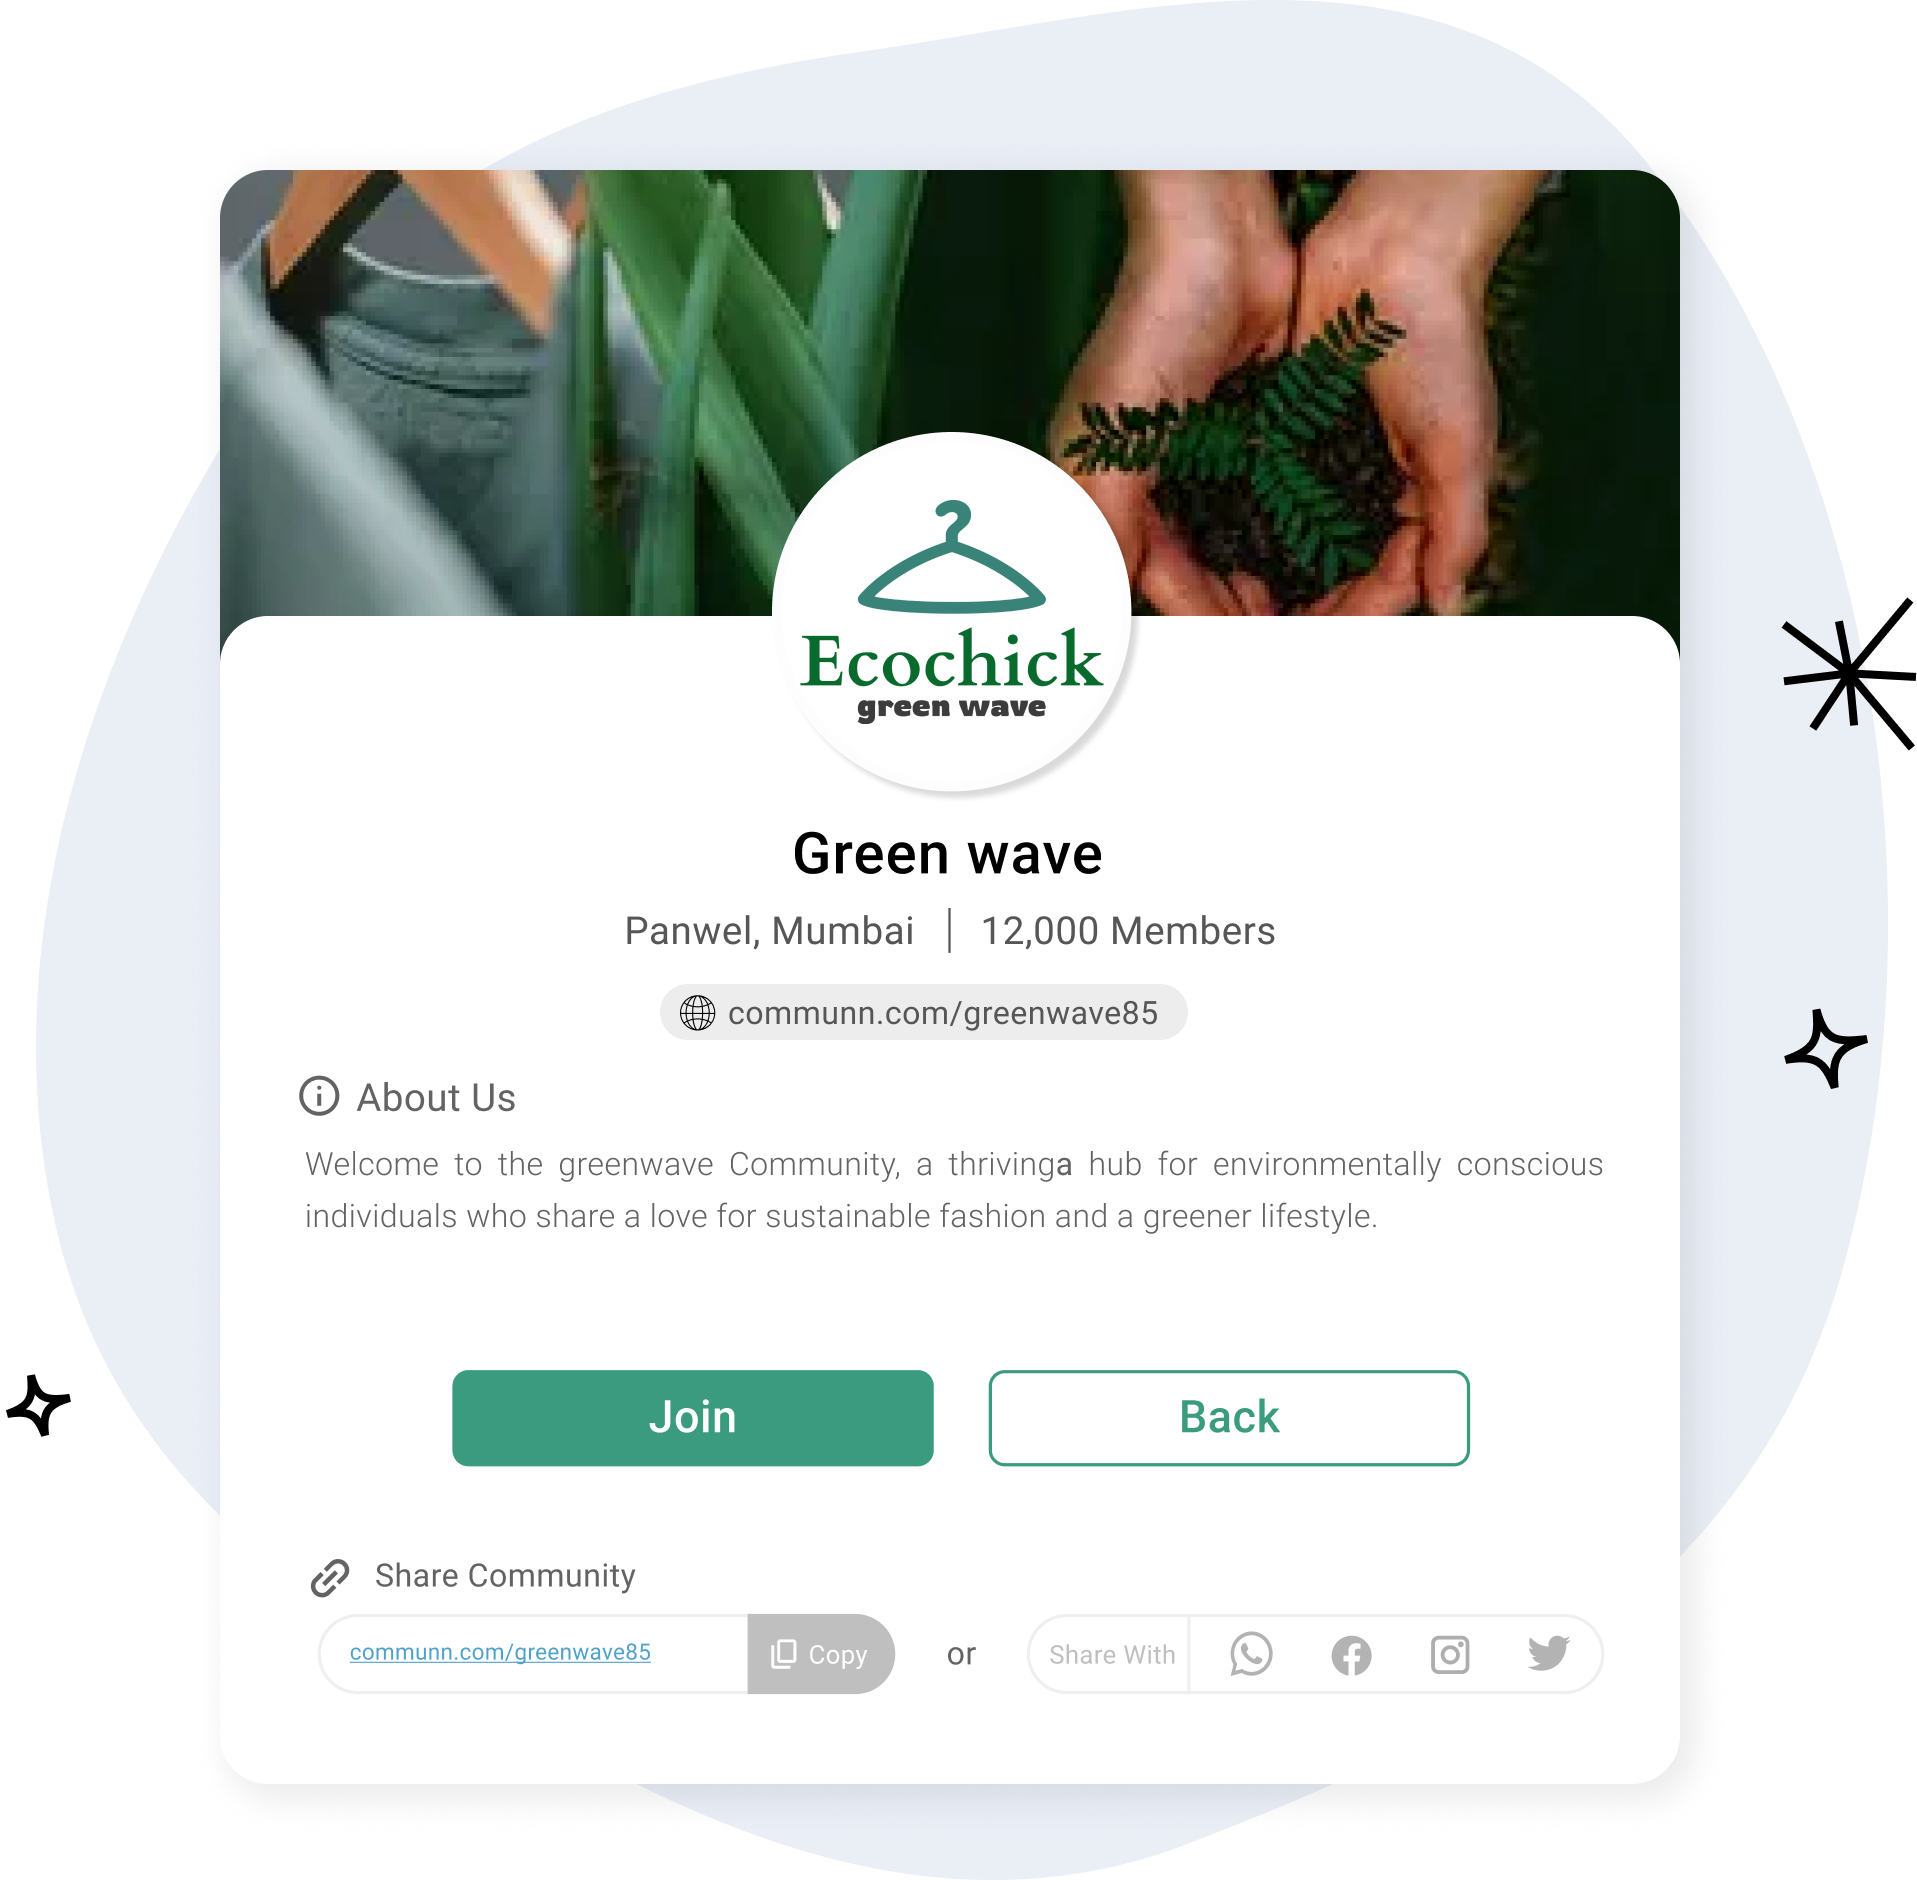 Ecochick
green wave
Green wave
Panwel, Mumbai | 12,000 Members
communn.com/greenwave85
About Us
Welcome to the greenwave Community, a thrivinga hub for environmentally conscious
individuals who share a love for sustainable fashion and a greener lifestyle.
Join Back
Share Community
communn.com/greenwave85 Copy or Share With